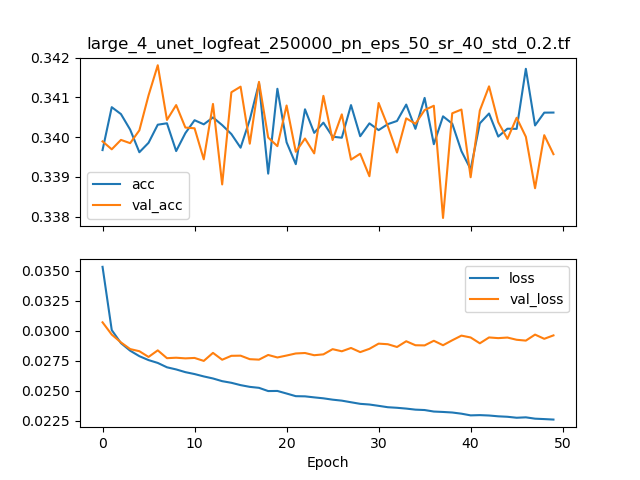 large_4_unet_logfeat_250000_pn_eps_50_sr_40_std_0.2.tf
0.342
0.341
0.340
0.339
0.338
acc
val_acc
0.0350
0.0325
0.0300
0.0275
0.0250
0.0225
loss
val_loss
0 10 20 30 40 50
Epoch